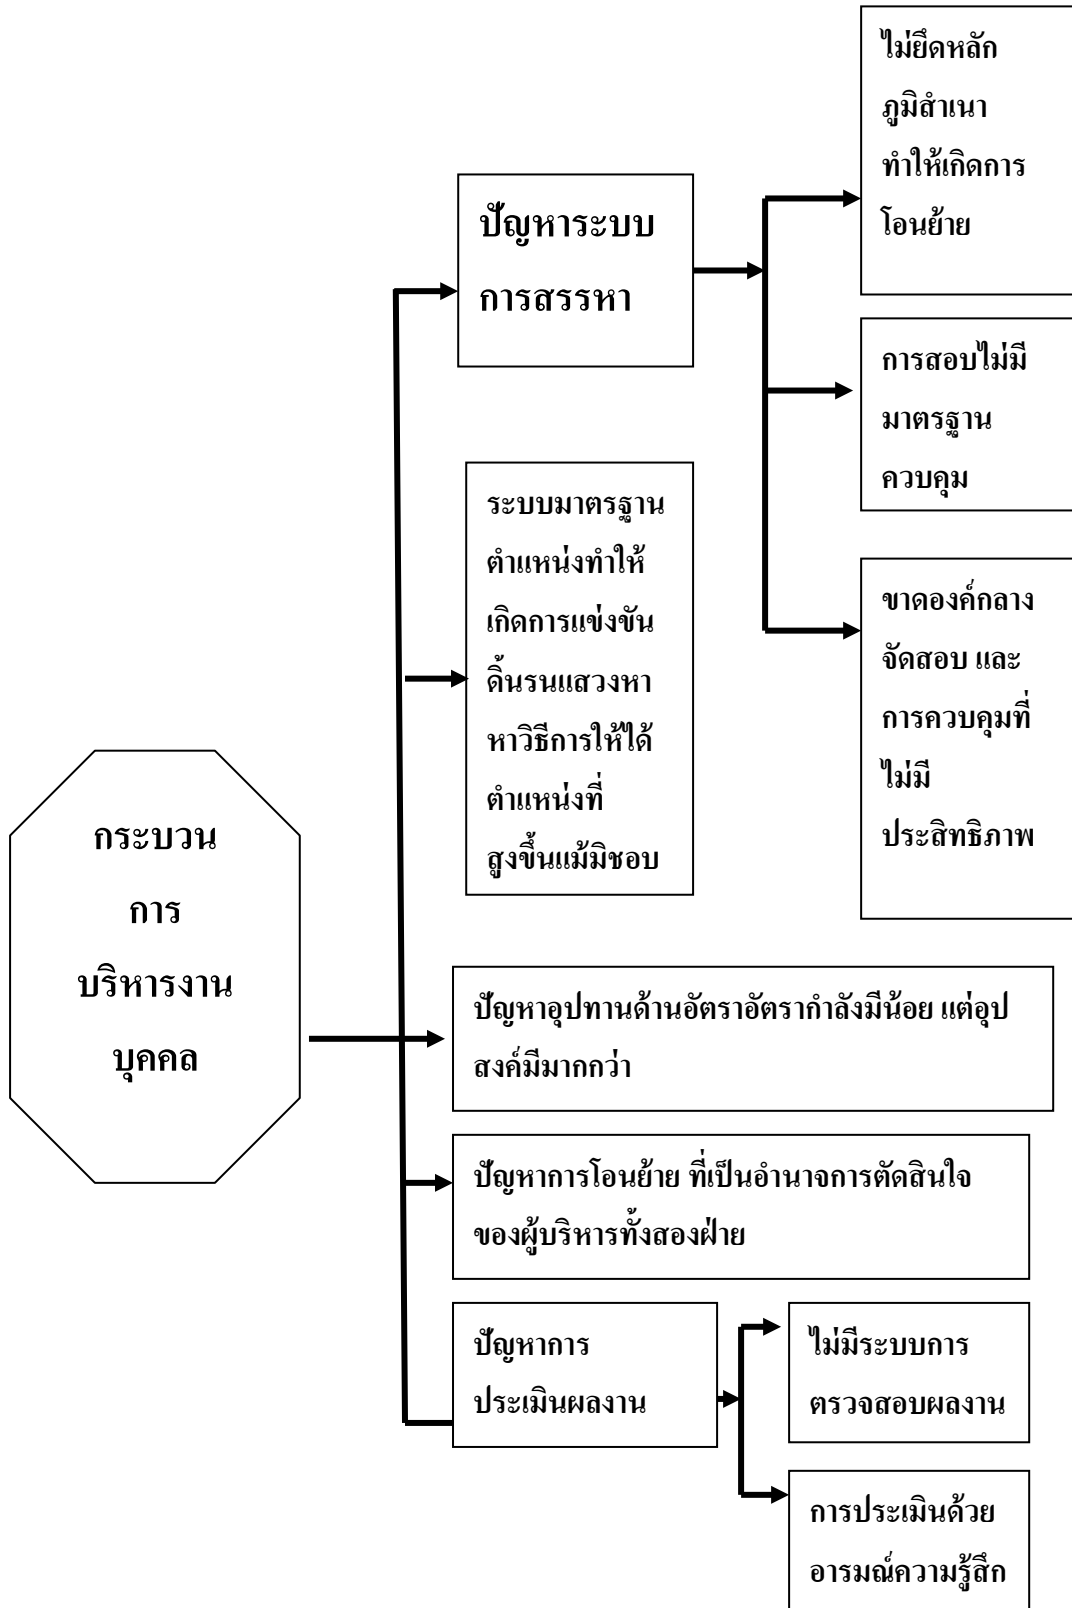 กระบวน
การ
บริหารงาน
บุคคล
ปัญหาระบบ
การสรรหา
ไม่ยึดหลัก
ภูมิสำเนา
ทำให้เกิดการ
โอนย้าย
การสอบไม่มี
มาตรฐาน
ควบคุม
ขาดองค์กลาง
จัดสอบ และ
การควบคุมที่
ไม่มี
ประสิทธิภาพ
ระบบมาตรฐาน
ตำแหน่งทำให้
เกิดการแข่งขัน
ดิ้นรนแสวงหา
หาวิธีการให้ได้
ตำแหน่งที่
สูงขึ้นแม้มิชอบ
ปัญหาอุปทานด้านอัตราอัตรากำลังมีน้อย แต่อุป
สงค์มีมากกว่า
ปัญหาการโอนย้าย ที่เป็นอำนาจการตัดสินใจ
ของผู้บริหารทั้งสองฝ่าย
ปัญหาการ
ประเมินผลงาน
ไม่มีระบบการ
ตรวจสอบผลงาน
การประเมินด้วย
อารมณ์ความรู้สึก